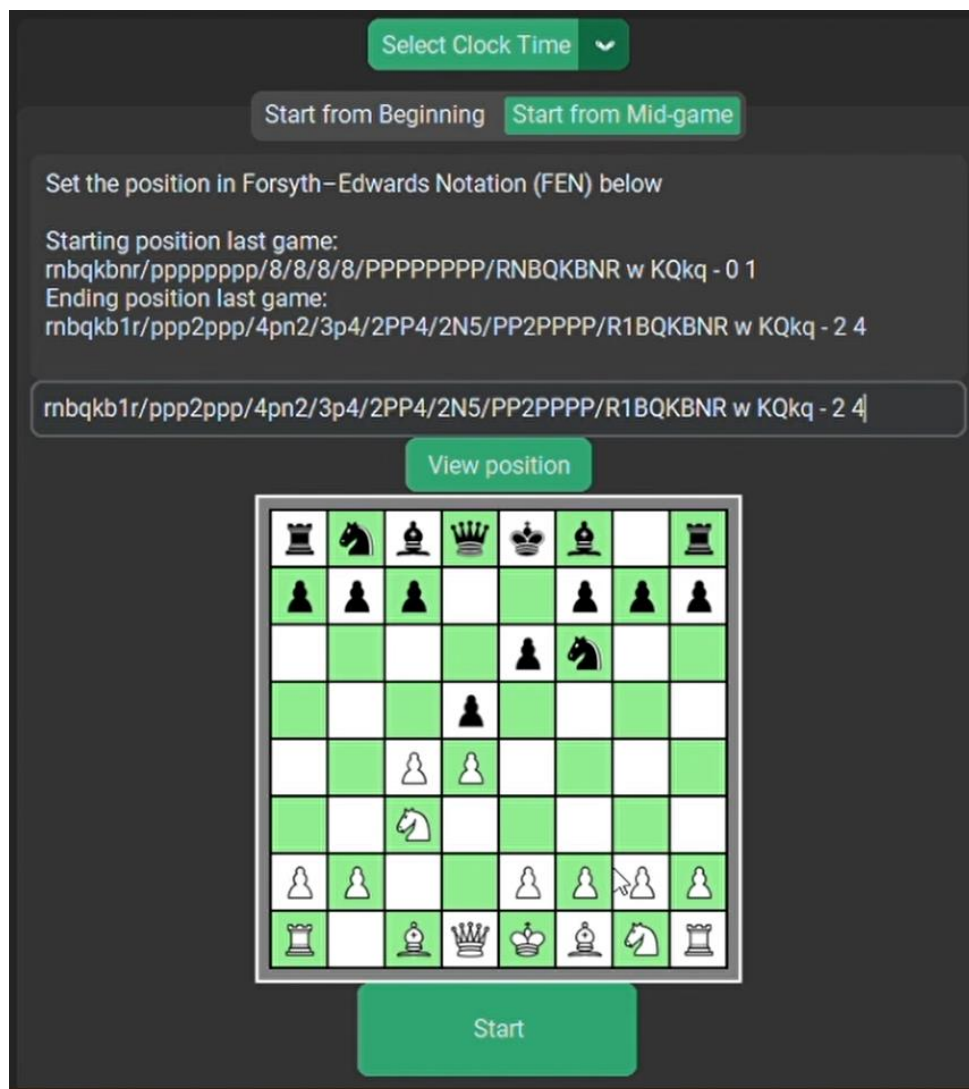 Select Clock Time
Start from Beginning Start from Mid-game
Set the position in Forsyth–Edwards Notation (FEN) below
Starting position last game:
rnbqkbnr/pppppppp/8/8/8/8/PPPPPPPP/RNBQKBNR w KQkq - 0 1
Ending position last game:
rnbqkb1r/ppp2ppp/4pn2/3p4/2PP4/2N5/PP2PPPP/R1BQKBNR w KQkq - 2 4
rnbqkb1r/ppp2ppp/4pn2/3p4/2PP4/2N5/PP2PPPP/R1BQKBNR w KQkq - 2 4
View position
Start